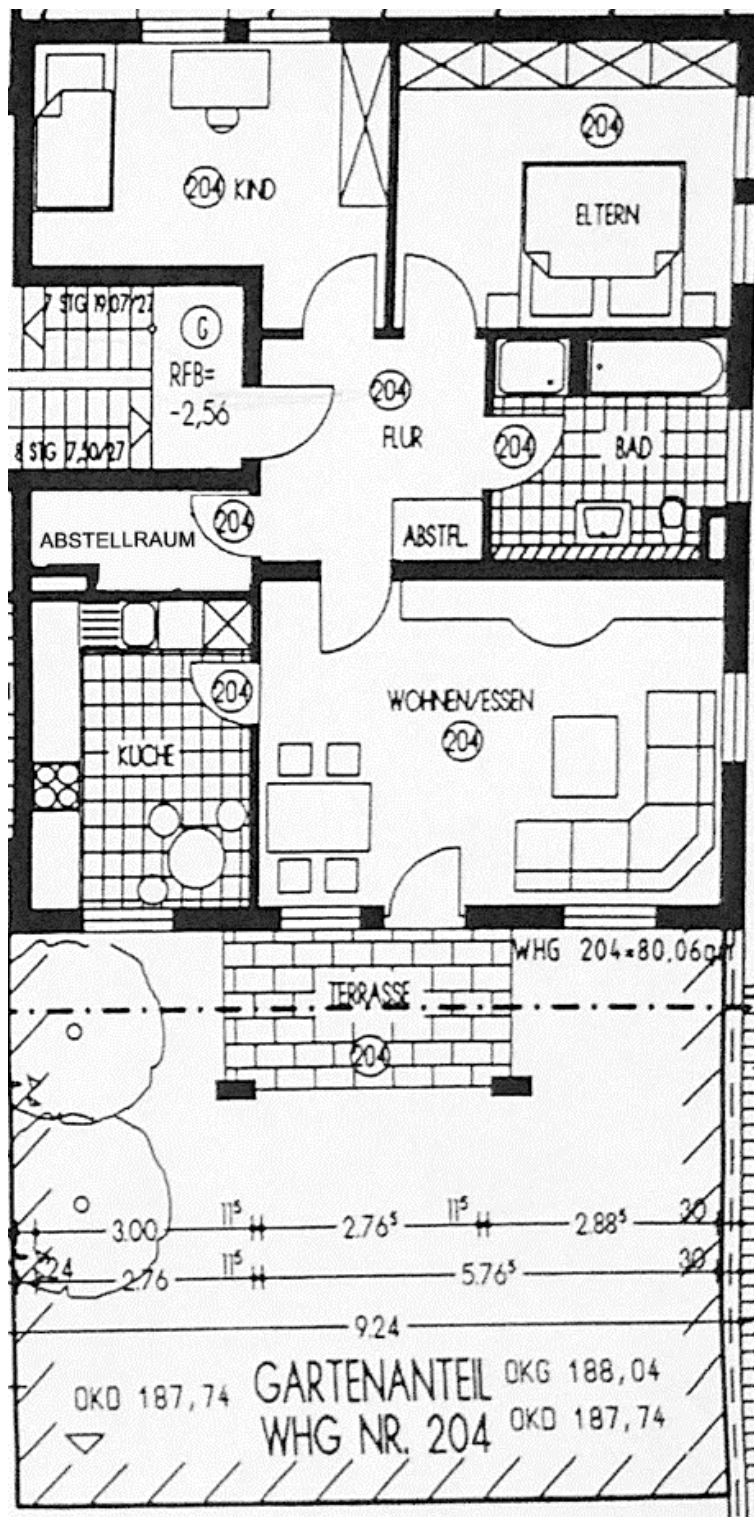 204
204 KIND
ELTERN
7 STG 19,07/27
G
RFB=
-2,56
204
FLUR
8 STG 17,50/27
204
BAD
204
ABSTELLRAUM
ABSTFL.
204
WOHNEN/ESSEN
204
KÜCHE
WHG 204=80.06qm
TERRASSE
204
3.00 11⁵ 2.76⁵ 11⁵ 2.88⁵ 30
24 2.76 11⁵ 5.76⁵ 30
9.24
OKD 187,74 GARTENANTEIL OKG 188,04
WHG NR. 204 OKD 187,74